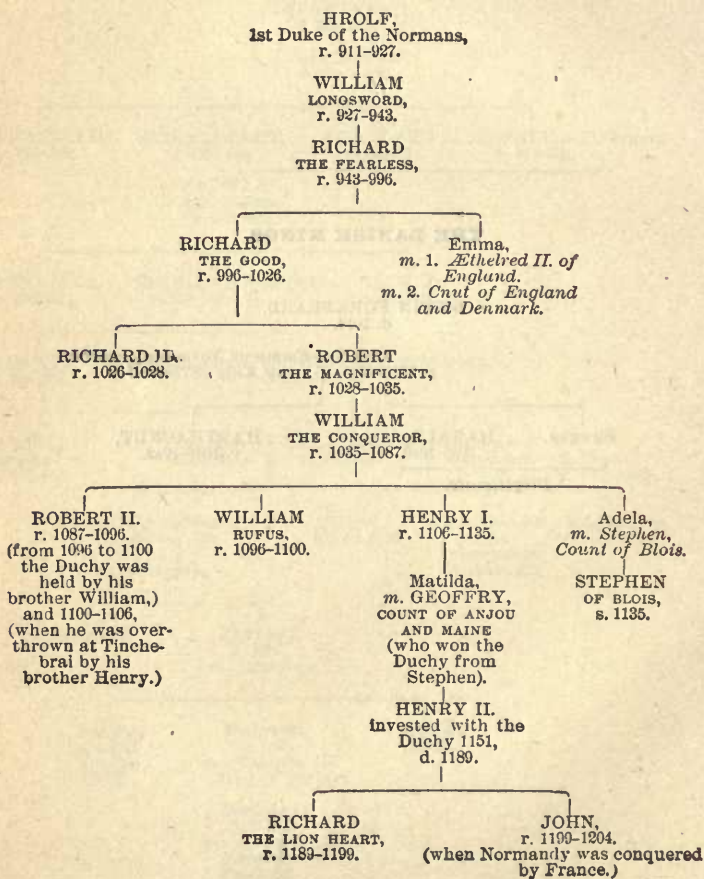 HROLF,
1st Duke of the Normans,
r. 911–927.
WILLIAM
LONGSWORD,
r. 927–943.
RICHARD
THE FEARLESS,
r. 943–996.
RICHARD
THE GOOD,
r. 996–1026.
Emma,
m. 1. Æthelred II. of
England.
m. 2. Cnut of England
and Denmark.
RICHARD III.
r. 1026–1028.
ROBERT
THE MAGNIFICENT,
r. 1028–1035.
WILLIAM
THE CONQUEROR,
r. 1035–1087.
ROBERT II.
r. 1087–1096.
(from 1096 to 1100
the Duchy was
held by his
brother William,)
and 1100–1106,
(when he was over-
thrown at Tinche-
brai by his
brother Henry.)
WILLIAM
RUFUS,
r. 1096–1100.
HENRY I.
r. 1106–1135.
Matilda,
m. GEOFFRY,
COUNT OF ANJOU
AND MAINE
(who won the
Duchy from
Stephen).
HENRY II.
invested with the
Duchy 1151,
d. 1189.
Adela,
m. Stephen,
Count of Blois.
STEPHEN
OF BLOIS,
s. 1135.
RICHARD
THE LION HEART,
r. 1189–1199.
JOHN,
r. 1199–1204.
(when Normandy was conquered
by France.)